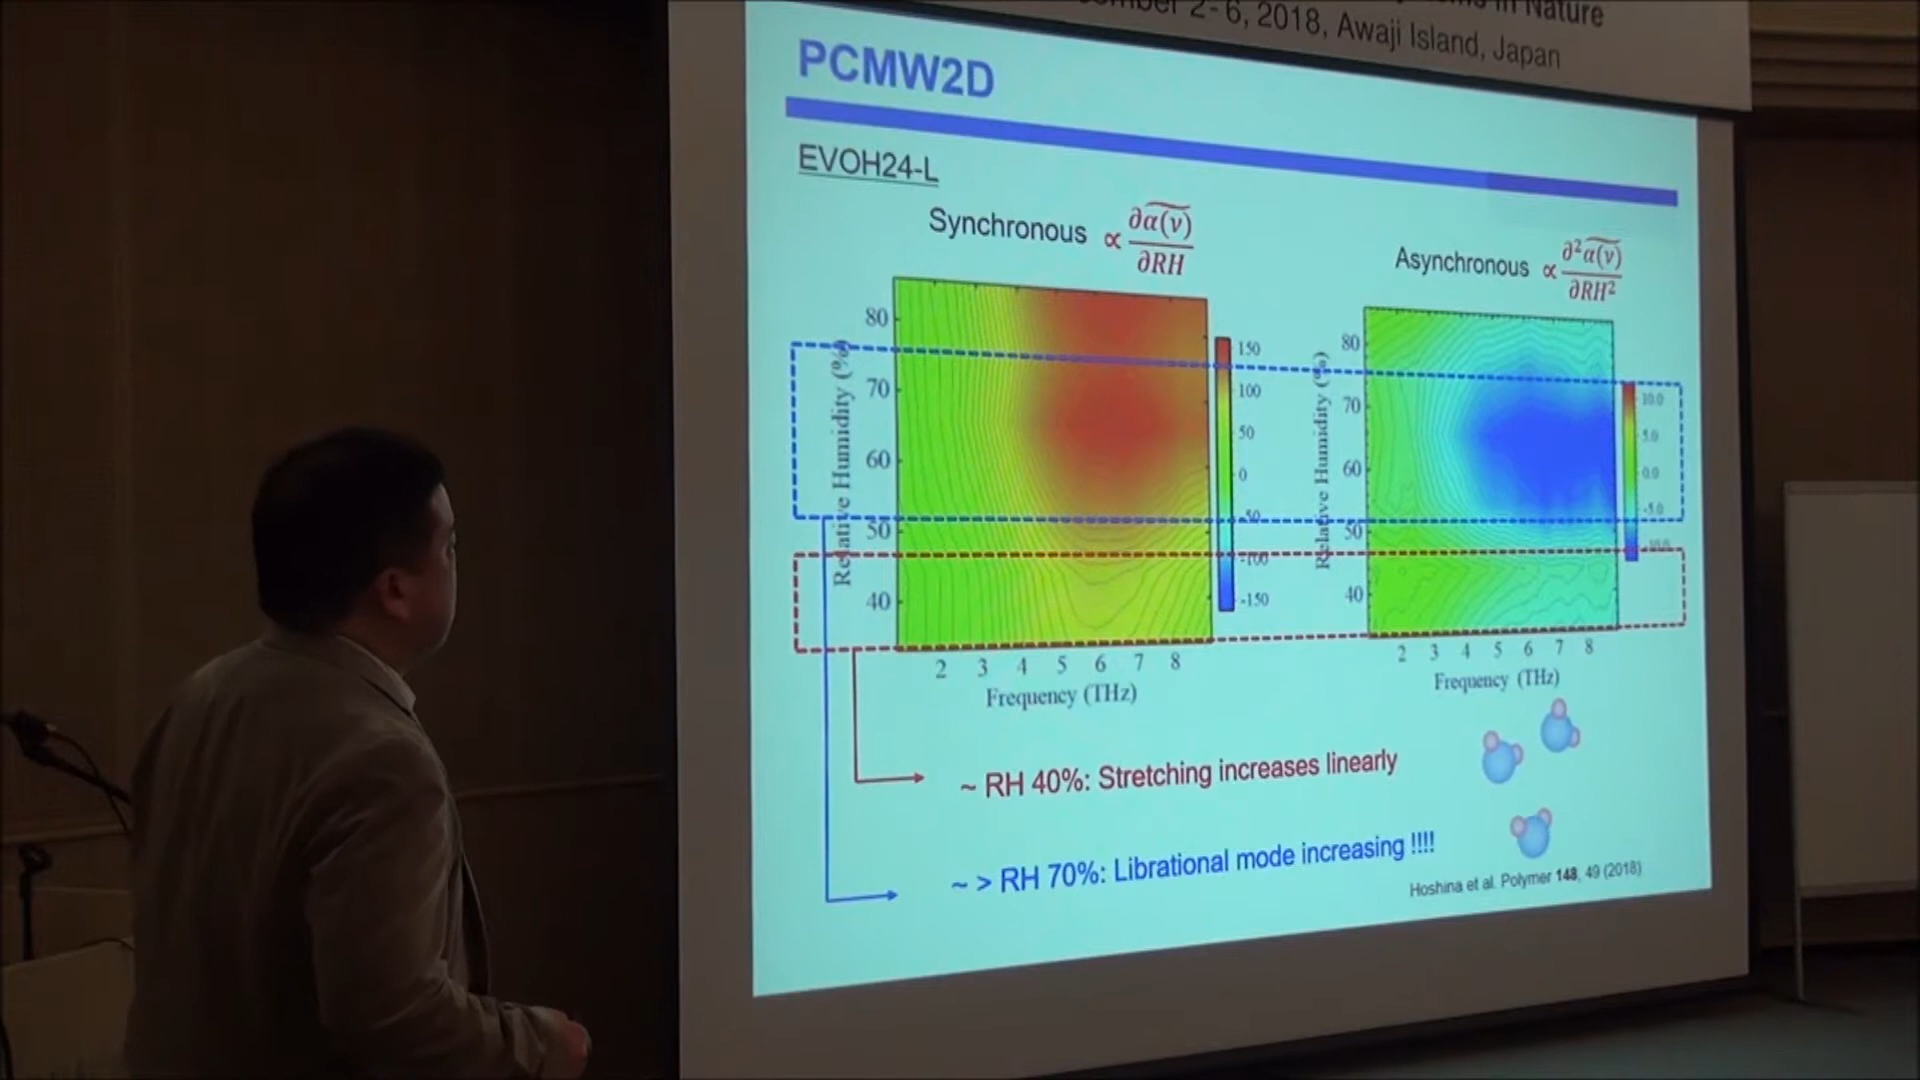 in Nature
2-6, 2018, Awaji Island, Japan
PCMW2D
EVOH24-L
Synchronous ∝ ∂α(ν)~ / ∂RH
Asynchronous ∝ ∂²α(ν)~ / ∂RH²
Relative Humidity (%)
80
70
60
50
40
2 3 4 5 6 7 8
Frequency (THz)
150
100
50
0
-50
-100
-150
Relative Humidity (%)
80
70
60
50
40
2 3 4 5 6 7 8
Frequency (THz)
10.0
5.0
0.0
-5.0
-10.0
~ RH 40%: Stretching increases linearly
~ > RH 70%: Librational mode increasing !!!!
Hoshina et al. Polymer 148, 49 (2018)